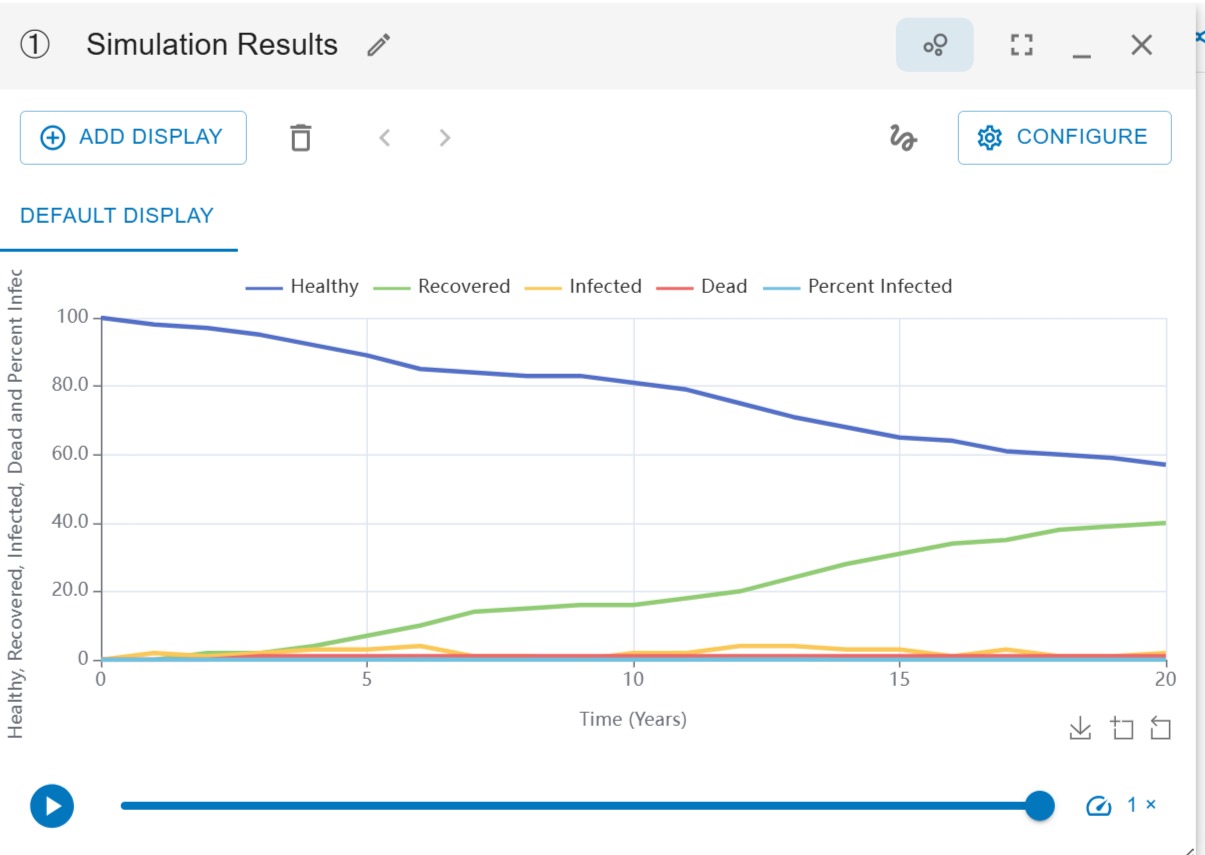 ① Simulation Results
ADD DISPLAY
CONFIGURE
DEFAULT DISPLAY
Healthy Recovered Infected Dead Percent Infected
Healthy, Recovered, Infected, Dead and Percent Infec
100
80.0
60.0
40.0
20.0
0
0 5 10 15 20
Time (Years)
1 ×